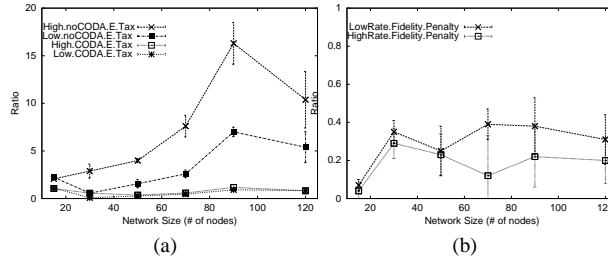 20
15
10
5
0
Ratio
High.noCODA.E.Tax
Low.noCODA.E.Tax
High.CODA.E.Tax
Low.CODA.E.Tax
20 40 60 80 100 120
Network Size (# of nodes)
(a)
1
0.8
0.6
0.4
0.2
0
Ratio
LowRate.Fidelity.Penalty
HighRate.Fidelity.Penalty
20 40 60 80 100 120
Network Size (# of nodes)
(b)